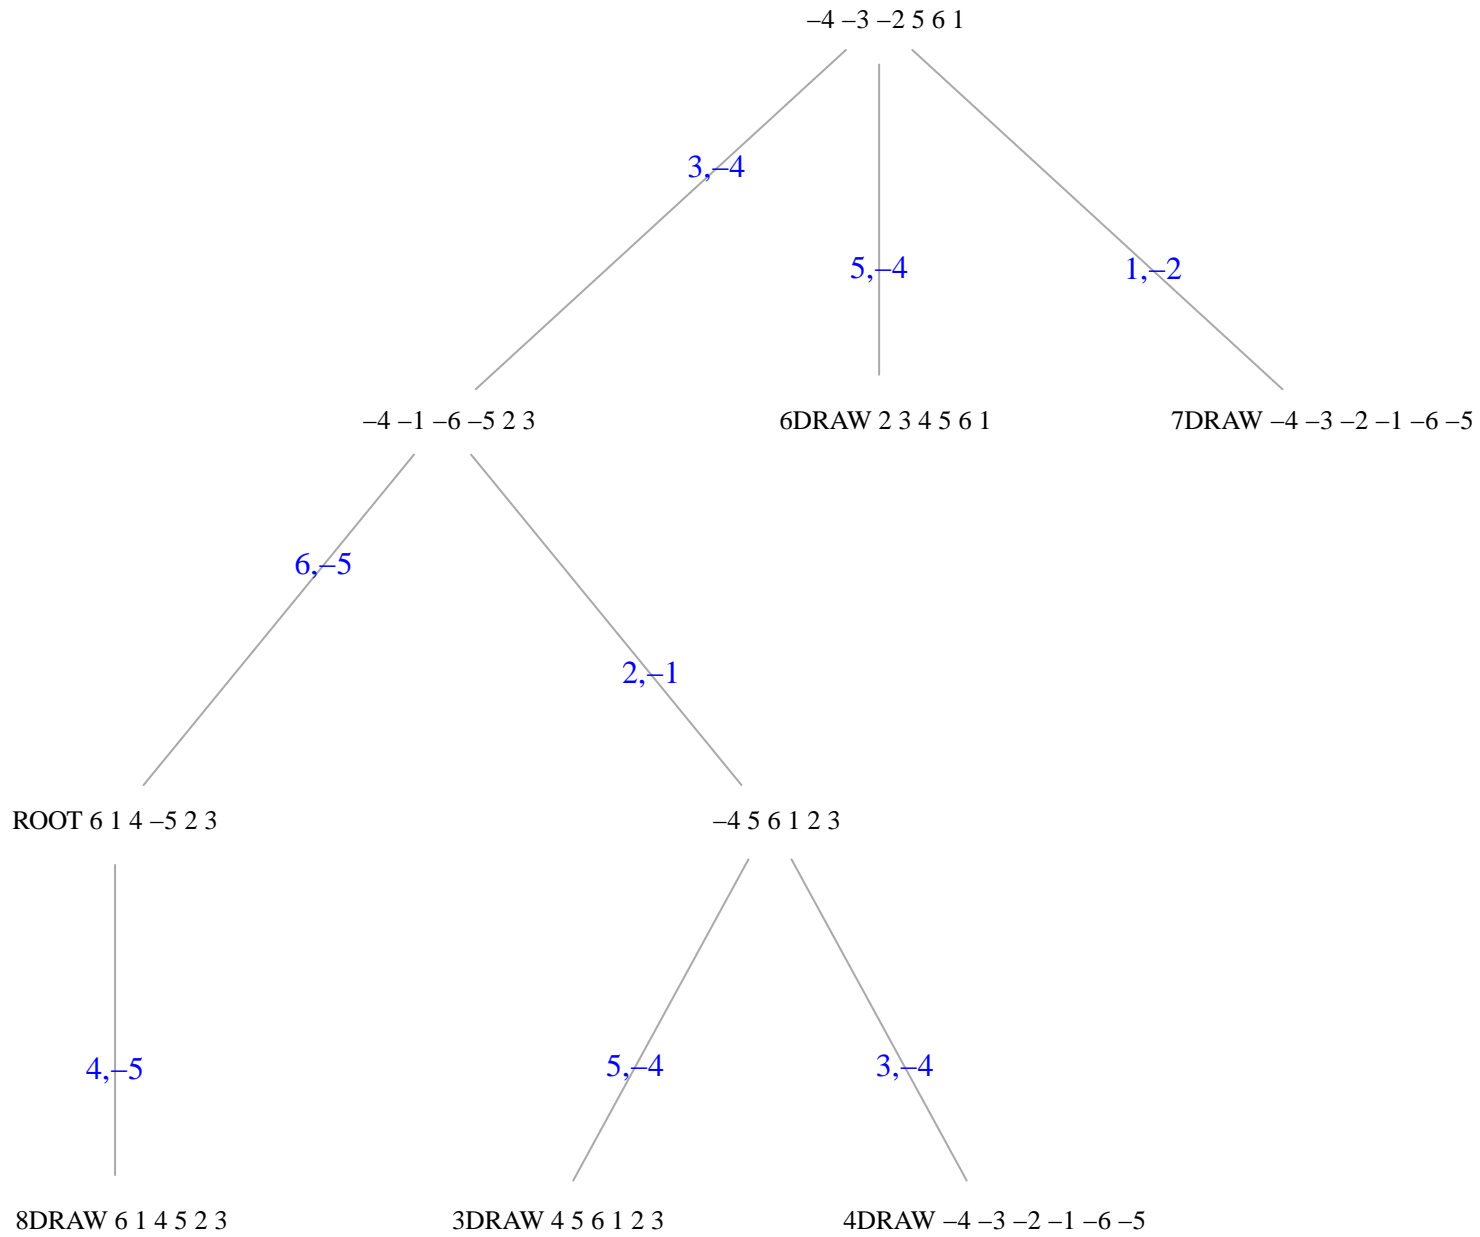 –4 –3 –2 5 6 1
3,–4
5,–4
1,–2
–4 –1 –6 –5 2 3
6DRAW 2 3 4 5 6 1
7DRAW –4 –3 –2 –1 –6 –5
6,–5
2,–1
ROOT 6 1 4 –5 2 3
–4 5 6 1 2 3
4,–5
5,–4
3,–4
8DRAW 6 1 4 5 2 3
3DRAW 4 5 6 1 2 3
4DRAW –4 –3 –2 –1 –6 –5